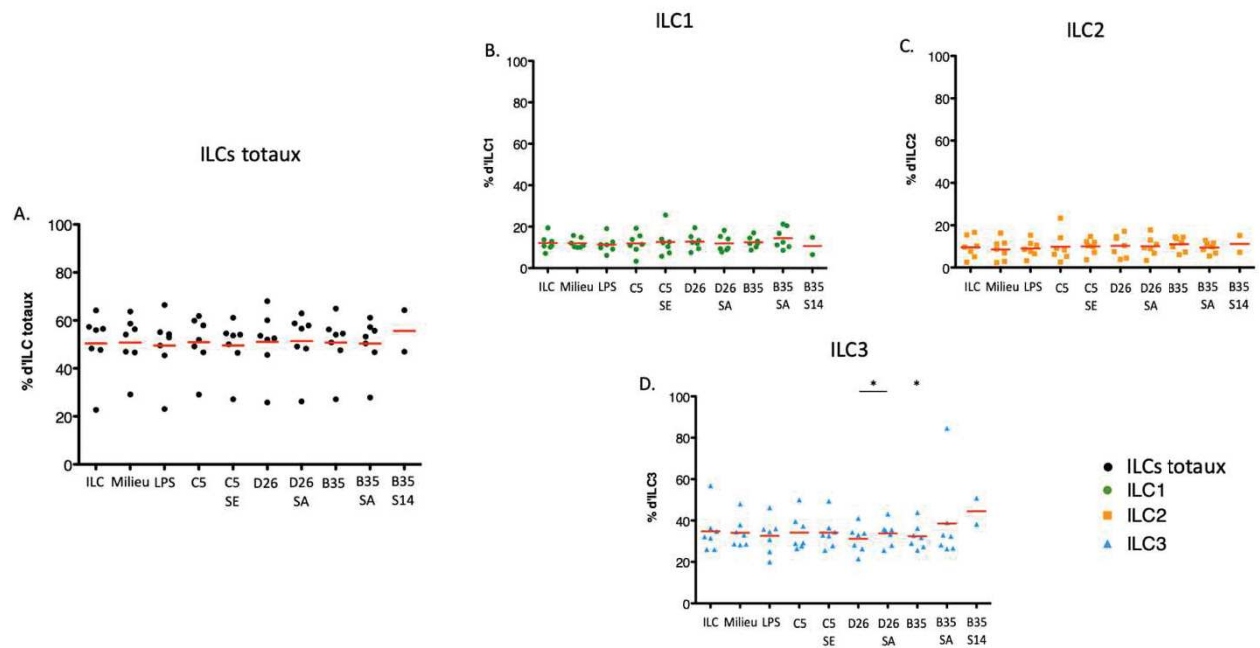 ILCs totaux
A.
% d'ILC totaux
100
80
60
40
20
0
ILC Milieu LPS C5 C5 D26 D26 B35 B35 B35
SE SA SA S14
ILC1
B.
% d'ILC1
100
80
60
40
20
0
ILC Milieu LPS C5 C5 D26 D26 B35 B35 B35
SE SA SA S14
ILC2
C.
% d'ILC2
100
80
60
40
20
0
ILC Milieu LPS C5 C5 D26 D26 B35 B35 B35
SE SA SA S14
ILC3
D.
* *
% d'ILC3
100
80
60
40
20
0
ILC Milieu LPS C5 C5 D26 D26 B35 B35 B35
SE SA SA S14
ILCs totaux
ILC1
ILC2
ILC3